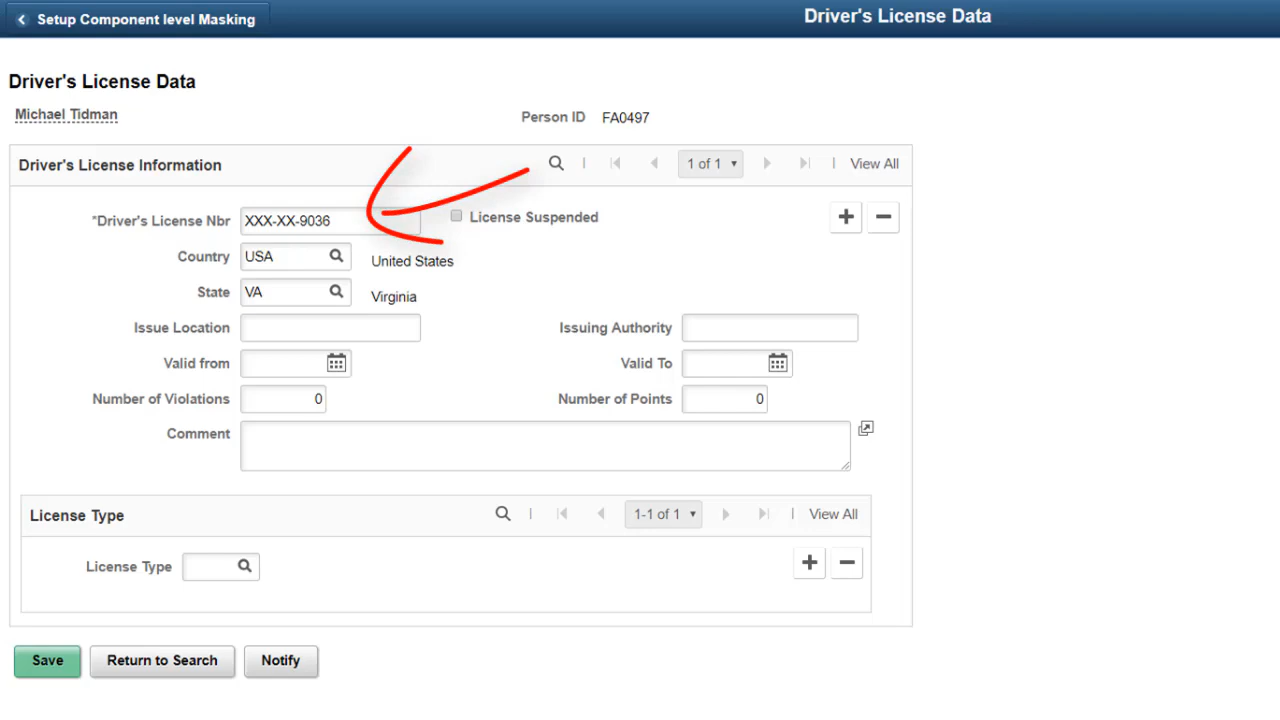 Setup Component level Masking
Driver's License Data
Driver's License Data
Michael Tidman
Person ID FA0497
Driver's License Information
1 of 1
View All
*Driver's License Nbr XXX-XX-9036
License Suspended
Country USA
United States
State VA
Virginia
Issue Location
Issuing Authority
Valid from
Valid To
Number of Violations 0
Number of Points 0
Comment
License Type
1-1 of 1
View All
License Type
Save
Return to Search
Notify